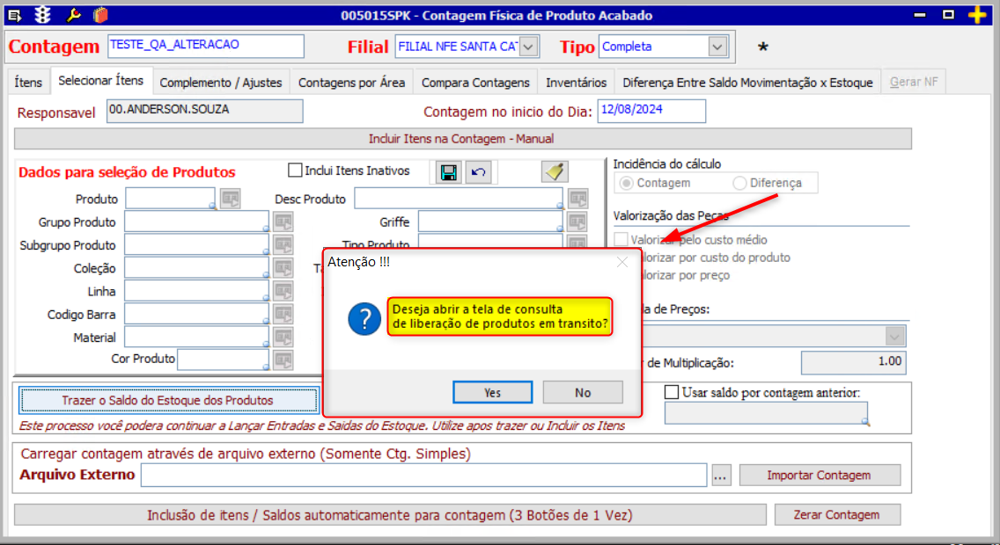 005015SPK - Contagem Física de Produto Acabado
Contagem TESTE_QA_ALTERACAO Filial FILIAL NFE SANTA CAT Tipo Completa *
Ítens Selecionar Ítens Complemento / Ajustes Contagens por Área Compara Contagens Inventários Diferença Entre Saldo Movimentação x Estoque Gerar NF
Responsavel 00.ANDERSON.SOUZA Contagem no inicio do Dia: 12/08/2024
Incluir Itens na Contagem - Manual
Dados para seleção de Produtos Inclui Itens Inativos
Produto Desc Produto
Grupo Produto Griffe
Subgrupo Produto Tipo Produto
Coleção
Linha
Codigo Barra
Material
Cor Produto
Incidência do cálculo
Contagem Diferença
Valorização das Peças
Valorizar pelo custo médio
alorizar por custo do produto
alorizar por preço
la de Preços:
r de Multiplicação: 1.00
Atenção !!!
? Deseja abrir a tela de consulta
de liberação de produtos em transito?
Yes No
Trazer o Saldo do Estoque dos Produtos
Usar saldo por contagem anterior:
Este processo você podera continuar a Lançar Entradas e Saidas do Estoque. Utilize apos trazer ou Incluir os Itens
Carregar contagem através de arquivo externo (Somente Ctg. Simples)
Arquivo Externo ... Importar Contagem
Inclusão de itens / Saldos automaticamente para contagem (3 Botões de 1 Vez) Zerar Contagem